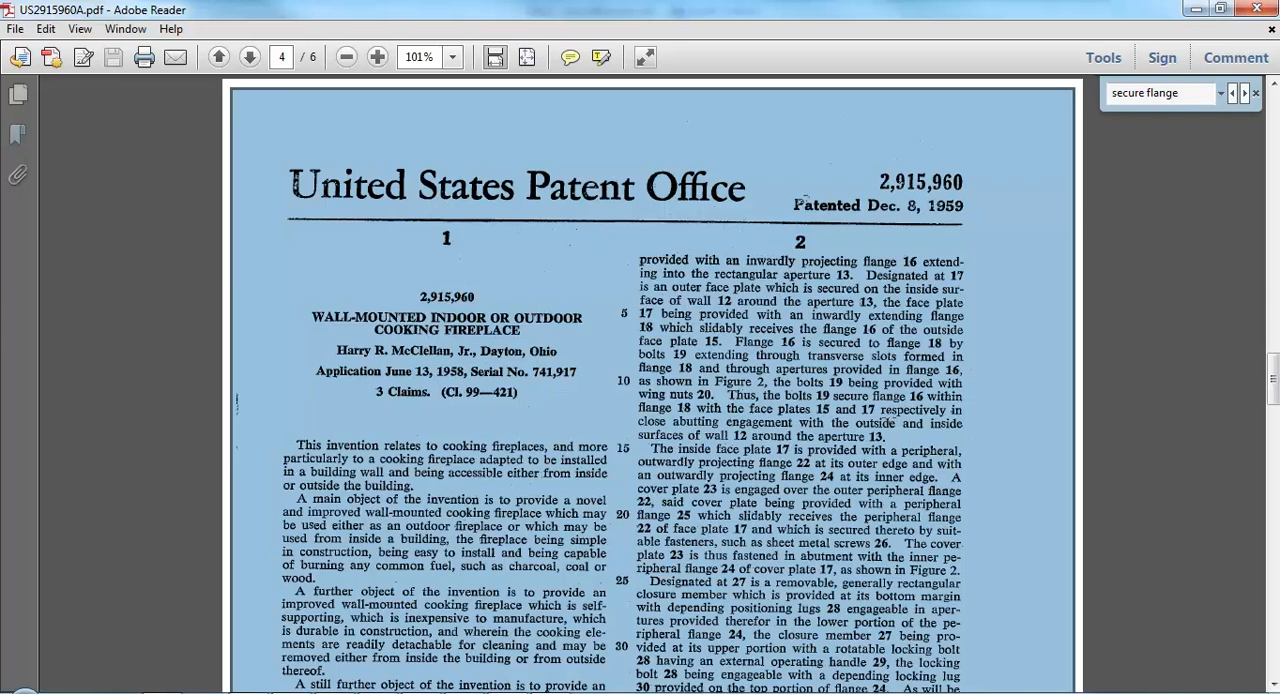 US2915960A.pdf - Adobe Reader
File Edit View Window Help
4 / 6 101% Tools Sign Comment
secure flange
United States Patent Office
2,915,960
Patented Dec. 8, 1959
1
2,915,960
WALL-MOUNTED INDOOR OR OUTDOOR
COOKING FIREPLACE
Harry R. McClellan, Jr., Dayton, Ohio
Application June 13, 1958, Serial No. 741,917
3 Claims. (Cl. 99—421)
This invention relates to cooking fireplaces, and more
particularly to a cooking fireplace adapted to be installed
in a building wall and being accessible either from inside
or outside the building.
A main object of the invention is to provide a novel
and improved wall-mounted cooking fireplace which may
be used either as an outdoor fireplace or which may be
used from inside a building, the fireplace being simple
in construction, being easy to install and being capable
of burning any common fuel, such as charcoal, coal or
wood.
A further object of the invention is to provide an
improved wall-mounted cooking fireplace which is self-
supporting, which is inexpensive to manufacture, which
is durable in construction, and wherein the cooking ele-
ments are readily detachable for cleaning and may be
removed either from inside the building or from outside
thereof.
A still further object of the invention is to provide an
2
provided with an inwardly projecting flange 16 extend-
ing into the rectangular aperture 13. Designated at 17
is an outer face plate which is secured on the inside sur-
face of wall 12 around the aperture 13, the face plate
5 17 being provided with an inwardly extending flange
18 which slidably receives the flange 16 of the outside
face plate 15. Flange 16 is secured to flange 18 by
bolts 19 extending through transverse slots formed in
flange 18 and through apertures provided in flange 16,
10 as shown in Figure 2, the bolts 19 being provided with
wing nuts 20. Thus, the bolts 19 secure flange 16 within
flange 18 with the face plates 15 and 17 respectively in
close abutting engagement with the outside and inside
surfaces of wall 12 around the aperture 13.
15 The inside face plate 17 is provided with a peripheral,
outwardly projecting flange 22 at its outer edge and with
an outwardly projecting flange 24 at its inner edge. A
cover plate 23 is engaged over the outer peripheral flange
22, said cover plate being provided with a peripheral
20 flange 25 which slidably receives the peripheral flange
22 of face plate 17 and which is secured thereto by suit-
able fasteners, such as sheet metal screws 26. The cover
plate 23 is thus fastened in abutment with the inner pe-
ripheral flange 24 of cover plate 17, as shown in Figure 2.
25 Designated at 27 is a removable, generally rectangular
closure member which is provided at its bottom margin
with depending positioning lugs 28 engageable in aper-
tures provided therefor in the lower portion of the pe-
ripheral flange 24, the closure member 27 being pro-
30 vided at its upper portion with a rotatable locking bolt
28 having an external operating handle 29, the locking
bolt 28 being engageable with a depending locking lug
30 provided on the top portion of flange 24. As will be